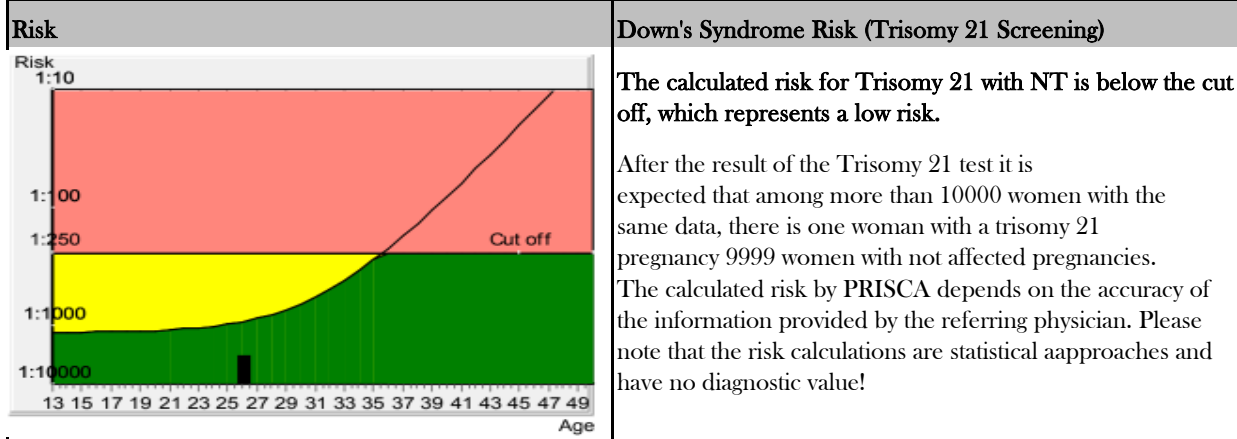 Risk
Down's Syndrome Risk (Trisomy 21 Screening)
Risk
1:10
1:100
1:250
Cut off
1:1000
1:10000
13 15 17 19 21 23 25 27 29 31 33 35 37 39 41 43 45 47 49
Age
The calculated risk for Trisomy 21 with NT is below the cut
off, which represents a low risk.
After the result of the Trisomy 21 test it is
expected that among more than 10000 women with the
same data, there is one woman with a trisomy 21
pregnancy 9999 women with not affected pregnancies.
The calculated risk by PRISCA depends on the accuracy of
the information provided by the referring physician. Please
note that the risk calculations are statistical aapproaches and
have no diagnostic value!